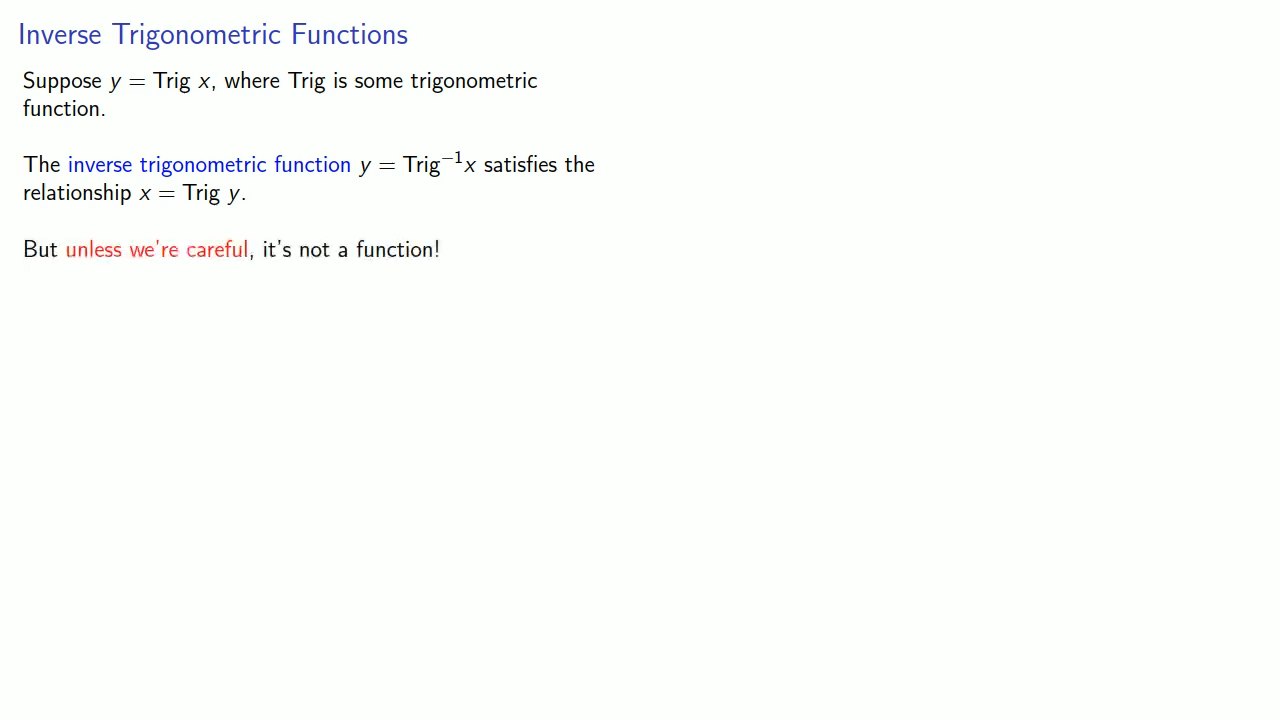 Inverse Trigonometric Functions
Suppose y = Trig x, where Trig is some trigonometric
function.
The inverse trigonometric function y = Trig⁻¹x satisfies the
relationship x = Trig y.
But unless we're careful, it's not a function!